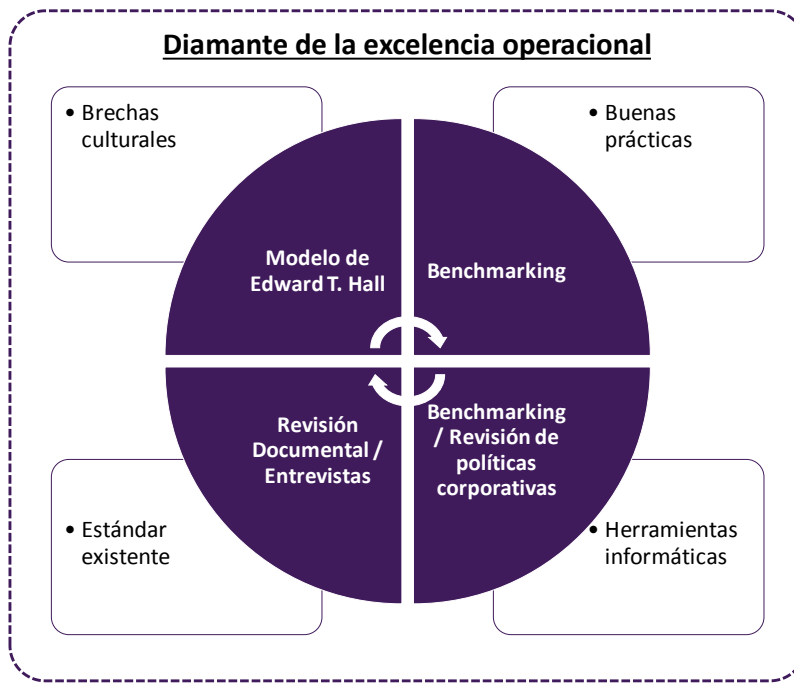 Diamante de la excelencia operacional
• Brechas
culturales
• Buenas
prácticas
Modelo de
Edward T. Hall
Benchmarking
Revisión
Documental /
Entrevistas
Benchmarking
/ Revisión de
políticas
corporativas
• Estándar
existente
• Herramientas
informáticas